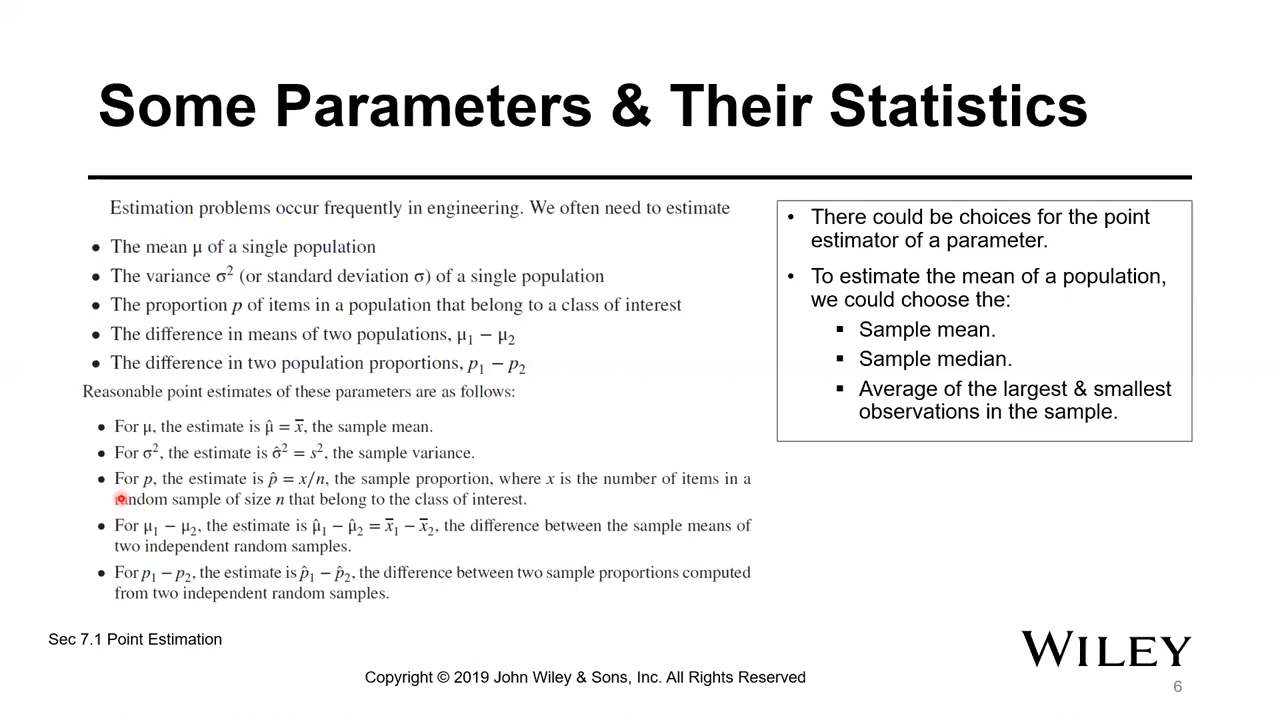 Some Parameters & Their Statistics
Estimation problems occur frequently in engineering. We often need to estimate
• The mean μ of a single population
• The variance σ² (or standard deviation σ) of a single population
• The proportion p of items in a population that belong to a class of interest
• The difference in means of two populations, μ₁ − μ₂
• The difference in two population proportions, p₁ − p₂
Reasonable point estimates of these parameters are as follows:
• For μ, the estimate is μ̂ = x̅, the sample mean.
• For σ², the estimate is σ̂² = s², the sample variance.
• For p, the estimate is p̂ = x/n, the sample proportion, where x is the number of items in a
random sample of size n that belong to the class of interest.
• For μ₁ − μ₂, the estimate is μ̂₁ − μ̂₂ = x̅₁ − x̅₂, the difference between the sample means of
two independent random samples.
• For p₁ − p₂, the estimate is p̂₁ − p̂₂, the difference between two sample proportions computed
from two independent random samples.
• There could be choices for the point
estimator of a parameter.
• To estimate the mean of a population,
we could choose the:
▪ Sample mean.
▪ Sample median.
▪ Average of the largest & smallest
observations in the sample.
Sec 7.1 Point Estimation
WILEY
Copyright © 2019 John Wiley & Sons, Inc. All Rights Reserved
6